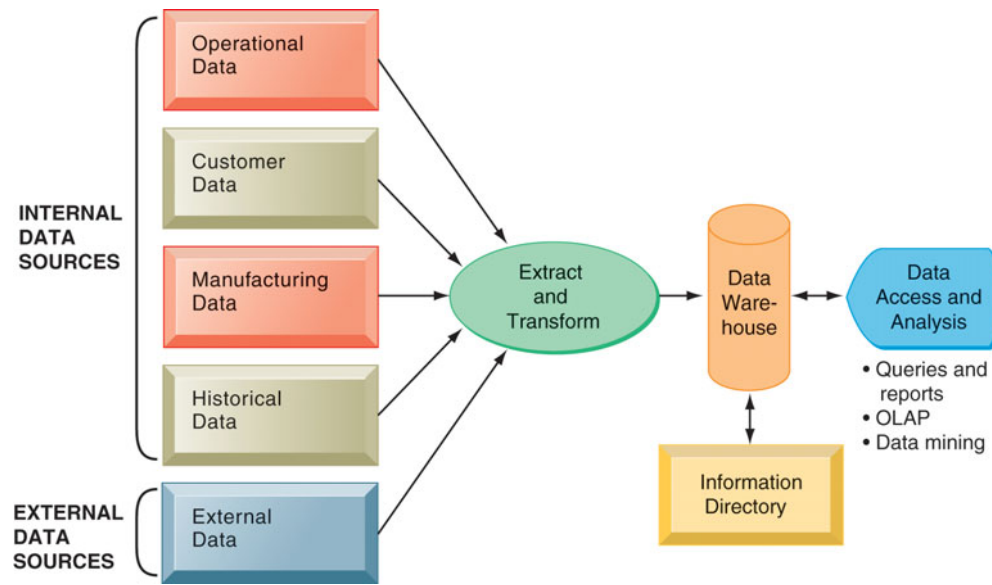 INTERNAL
DATA
SOURCES
Operational
Data
Customer
Data
Manufacturing
Data
Historical
Data
EXTERNAL
DATA
SOURCES
External
Data
Extract
and
Transform
Data
Ware-
house
Information
Directory
Data
Access and
Analysis
• Queries and
reports
• OLAP
• Data mining